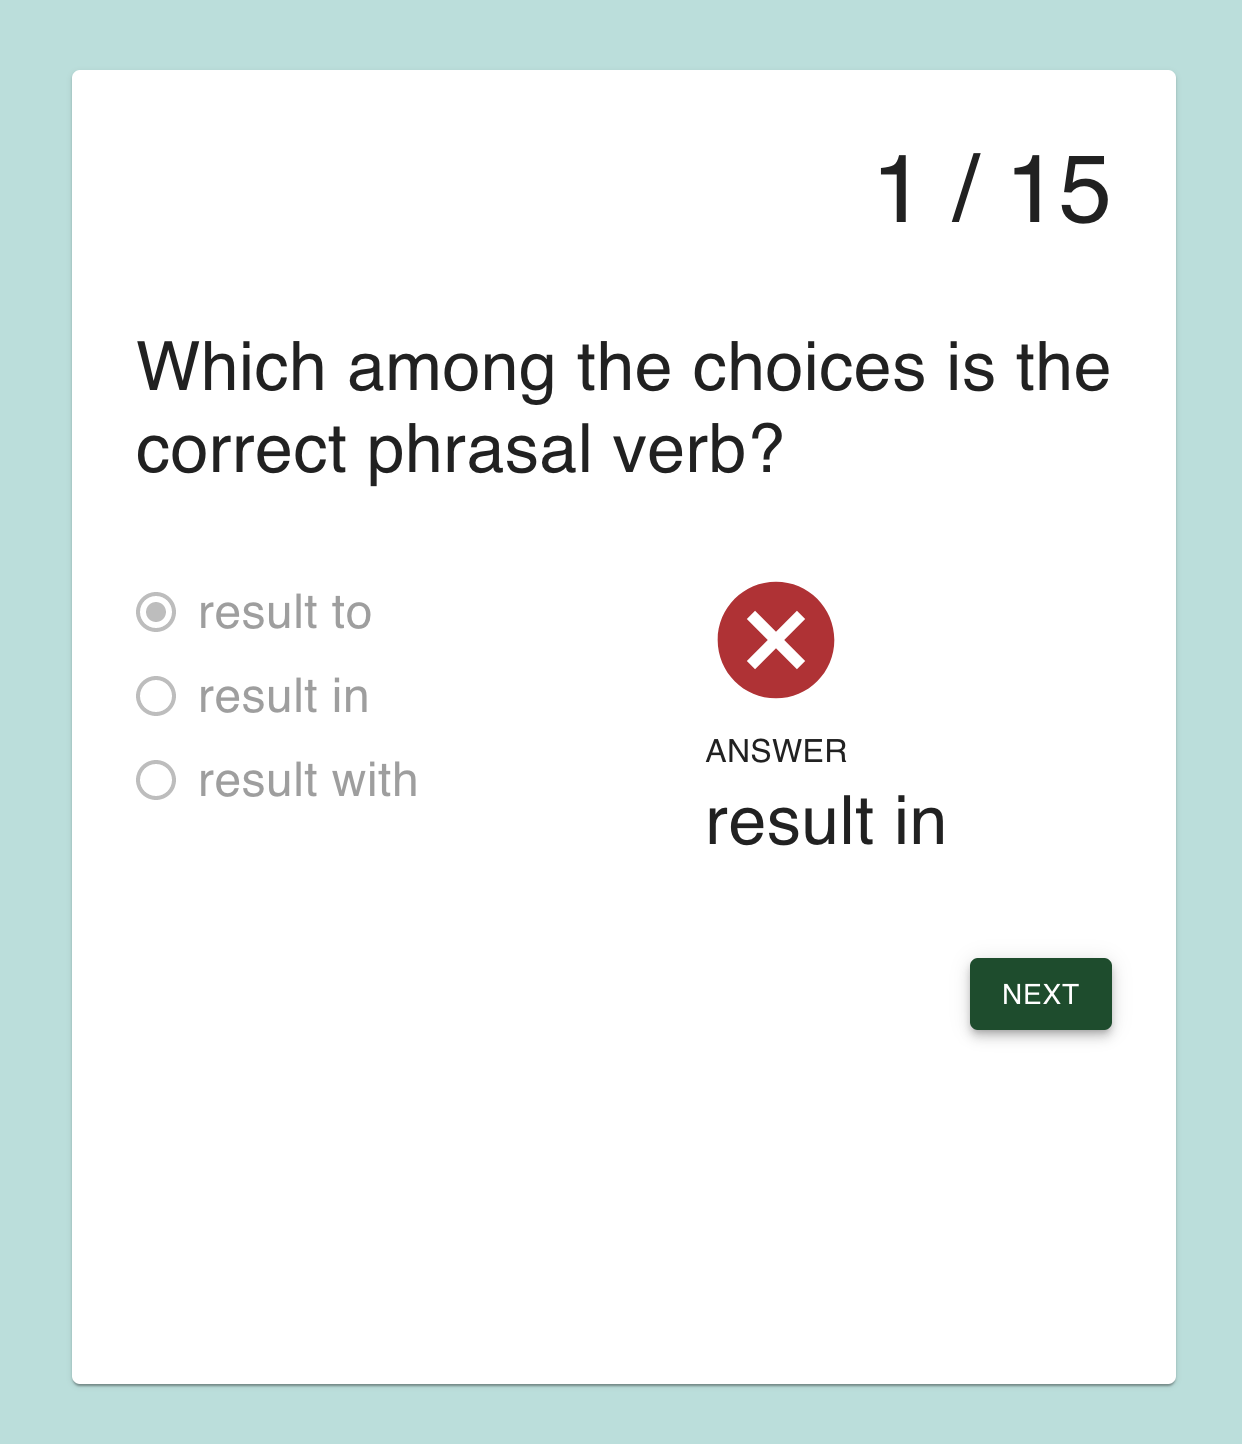 1 / 15
Which among the choices is the
correct phrasal verb?
result to
result in
result with
ANSWER
result in
NEXT